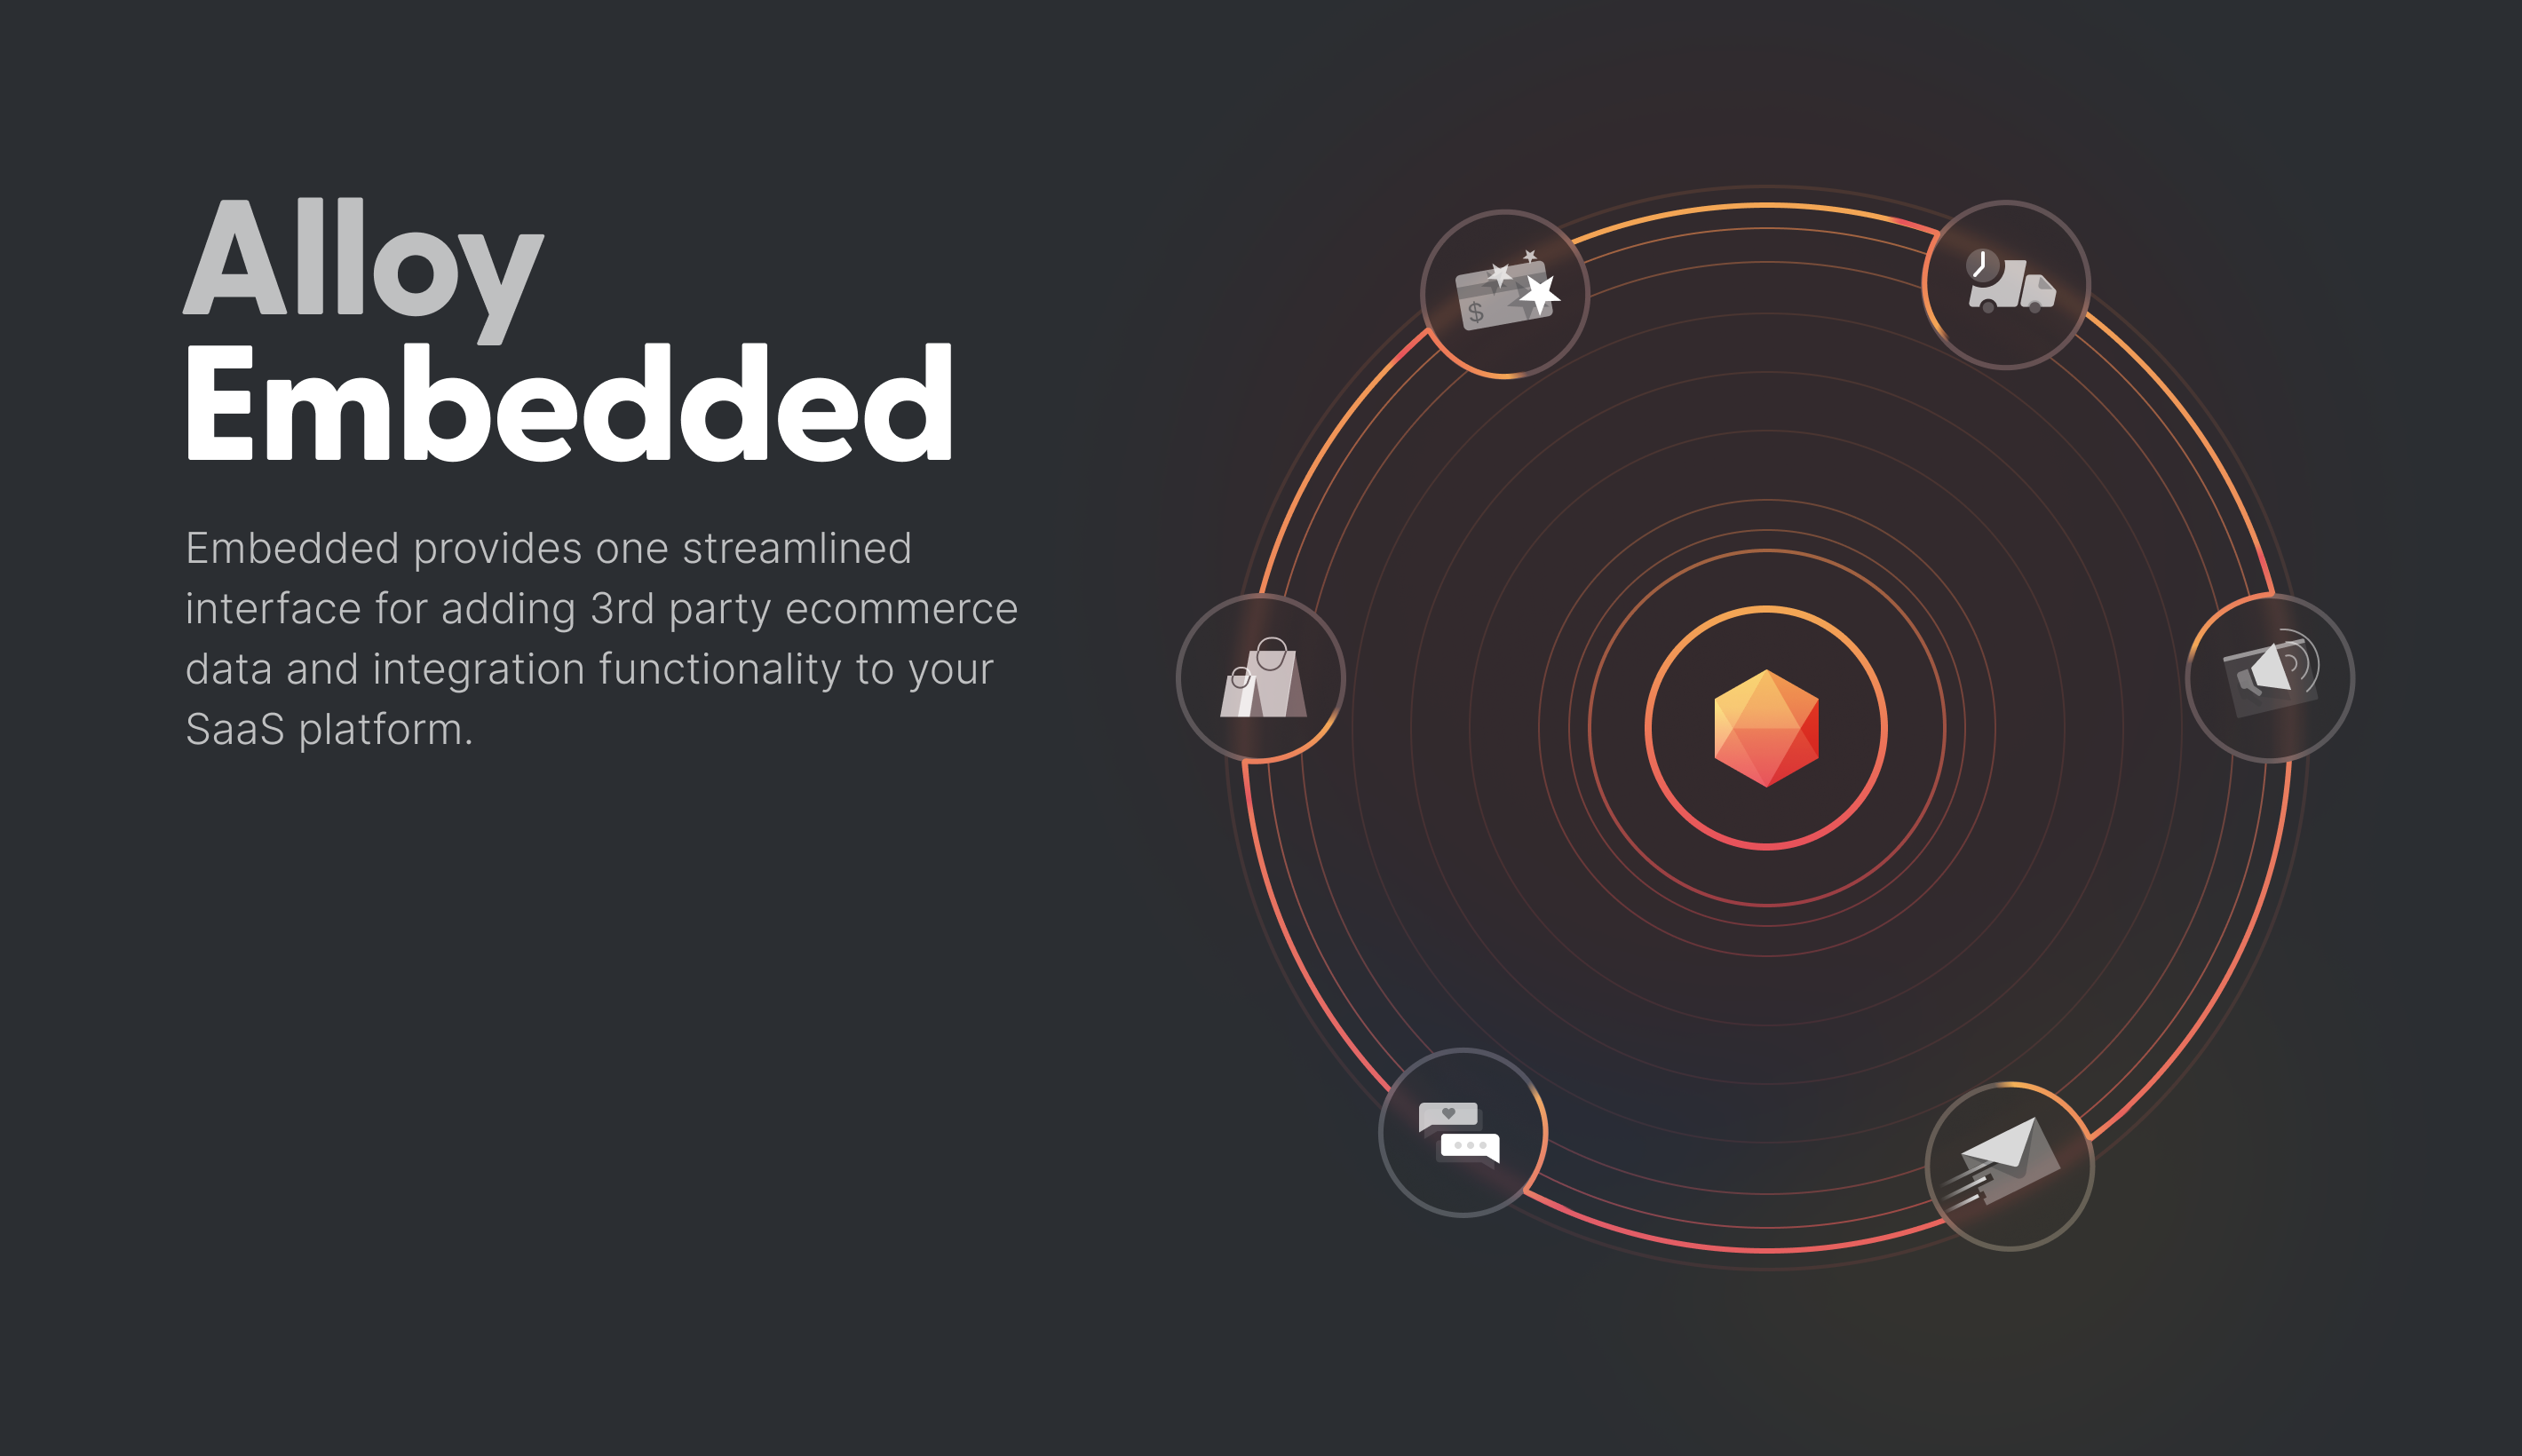 Alloy
Embedded
Embedded provides one streamlined
interface for adding 3rd party ecommerce
data and integration functionality to your
SaaS platform.
$